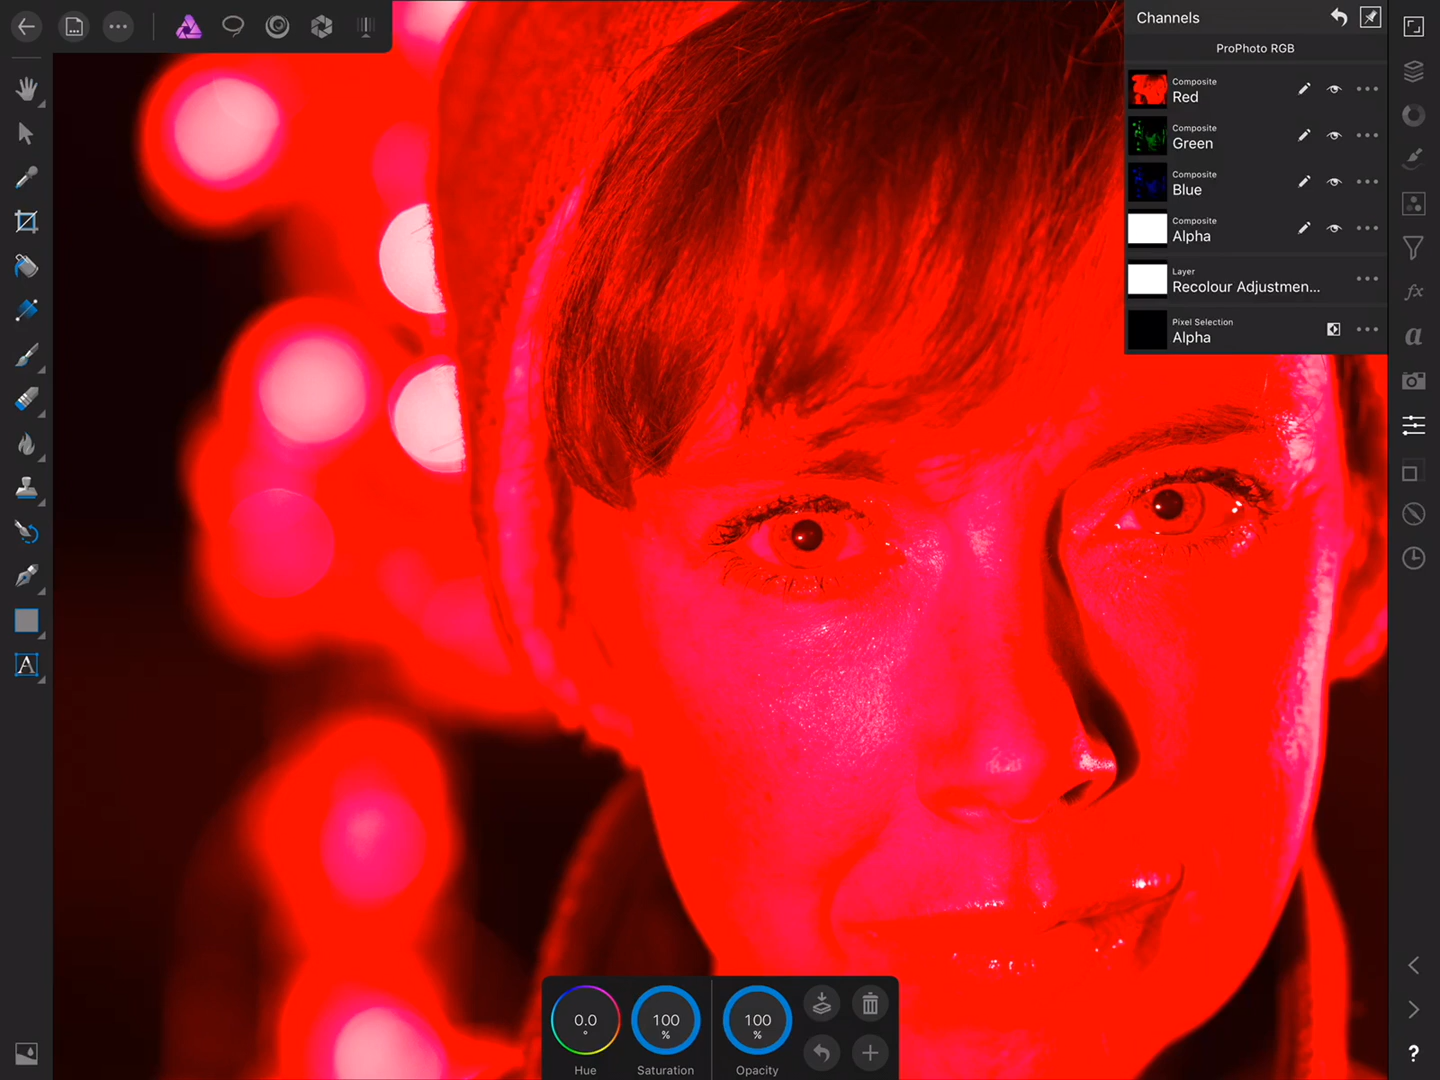 Channels
ProPhoto RGB
Composite
Red
Composite
Green
Composite
Blue
Composite
Alpha
Layer
Recolour Adjustmen...
Pixel Selection
Alpha
fx
a
A
0.0
°
100
%
100
%
Hue
Saturation
Opacity
?